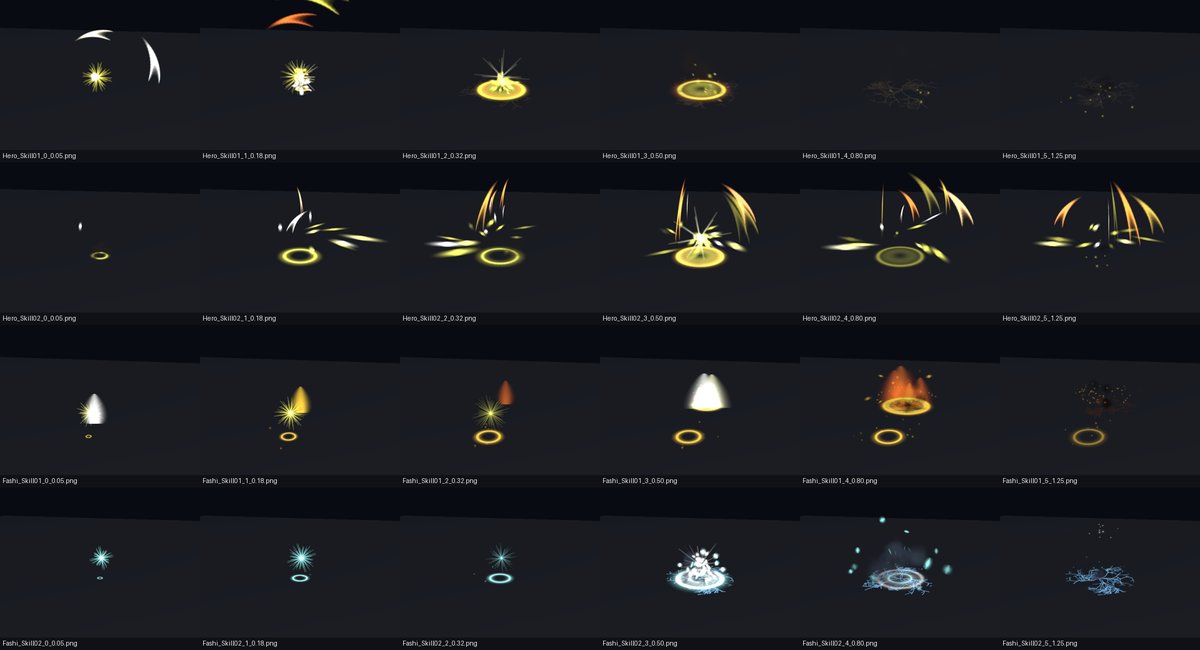 Hero_Skill01_0_0.05.png
Hero_Skill01_1_0.18.png
Hero_Skill01_2_0.32.png
Hero_Skill01_3_0.50.png
Hero_Skill01_4_0.80.png
Hero_Skill01_5_1.25.png
Hero_Skill02_0_0.05.png
Hero_Skill02_1_0.18.png
Hero_Skill02_2_0.32.png
Hero_Skill02_3_0.50.png
Hero_Skill02_4_0.80.png
Hero_Skill02_5_1.25.png
Fashi_Skill01_0_0.05.png
Fashi_Skill01_1_0.18.png
Fashi_Skill01_2_0.32.png
Fashi_Skill01_3_0.50.png
Fashi_Skill01_4_0.80.png
Fashi_Skill01_5_1.25.png
Fashi_Skill02_0_0.05.png
Fashi_Skill02_1_0.18.png
Fashi_Skill02_2_0.32.png
Fashi_Skill02_3_0.50.png
Fashi_Skill02_4_0.80.png
Fashi_Skill02_5_1.25.png